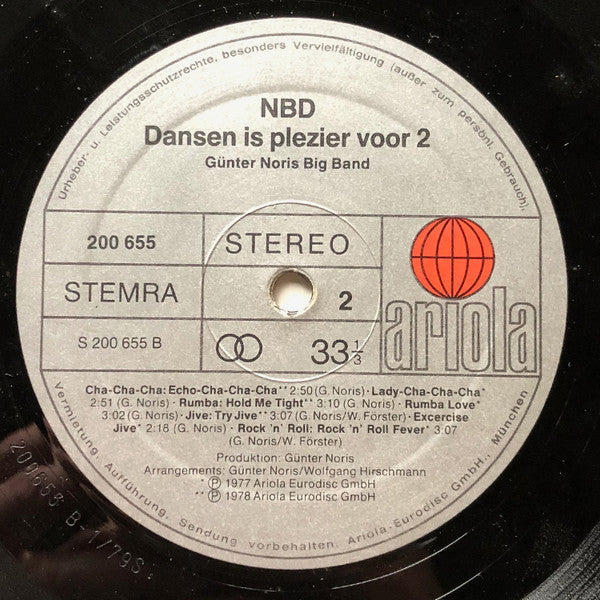 Urheber- u. Leistungsschutzrechte, besonders Vervielfältigung (außer zum persönl. Gebrauch),
NBD
Dansen is plezier voor 2
Günter Noris Big Band
200 655
STEREO
STEMRA
2
ariola
S 200 655 B
33 1/3
Cha-Cha-Cha: Echo-Cha-Cha-Cha** 2:50 (G. Noris) · Lady-Cha-Cha-Cha*
2:51 (G. Noris) · Rumba: Hold Me Tight** 3:10 (G. Noris) · Rumba Love*
3:02 (G. Noris) · Jive: Try Jive** 3:07 (G. Noris/W. Förster) · Excercise
Jive* 2:18 (G. Noris) · Rock 'n' Roll: Rock 'n' Roll Fever* 3:07
(G. Noris/W. Förster)
Produktion: Günter Noris
Arrangements: Günter Noris/Wolfgang Hirschmann
* ℗ 1977 Ariola Eurodisc GmbH
** ℗ 1978 Ariola Eurodisc GmbH
Vermietung, Aufführung, Sendung vorbehalten. Ariola-Eurodisc GmbH., München
200655 B-1/79S